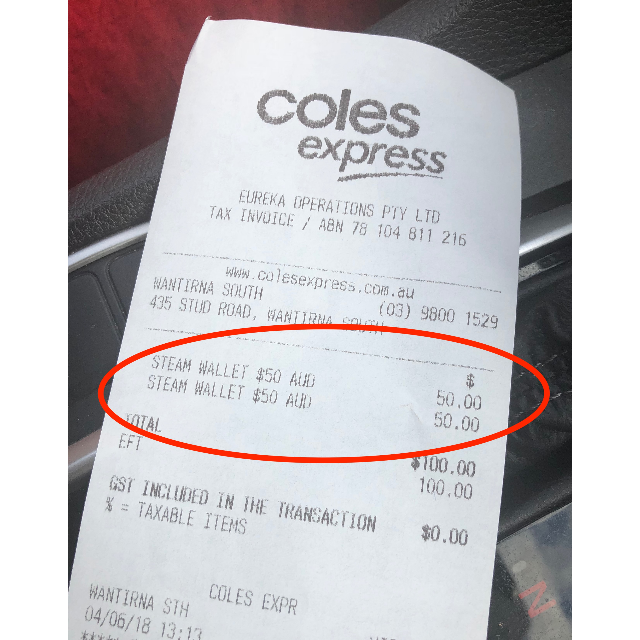 coles
express
EUREKA OPERATIONS PTY LTD
TAX INVOICE / ABN 78 104 811 216
www.colesexpress.com.au
WANTIRNA SOUTH (03) 9800 1529
435 STUD ROAD, WANTIRNA SOUTH
$
STEAM WALLET $50 AUD 50.00
STEAM WALLET $50 AUD 50.00
TOTAL $100.00
EFT 100.00
GST INCLUDED IN THE TRANSACTION $0.00
% = TAXABLE ITEMS
COLES EXPR
WANTIRNA STH
04/06/18 13:13